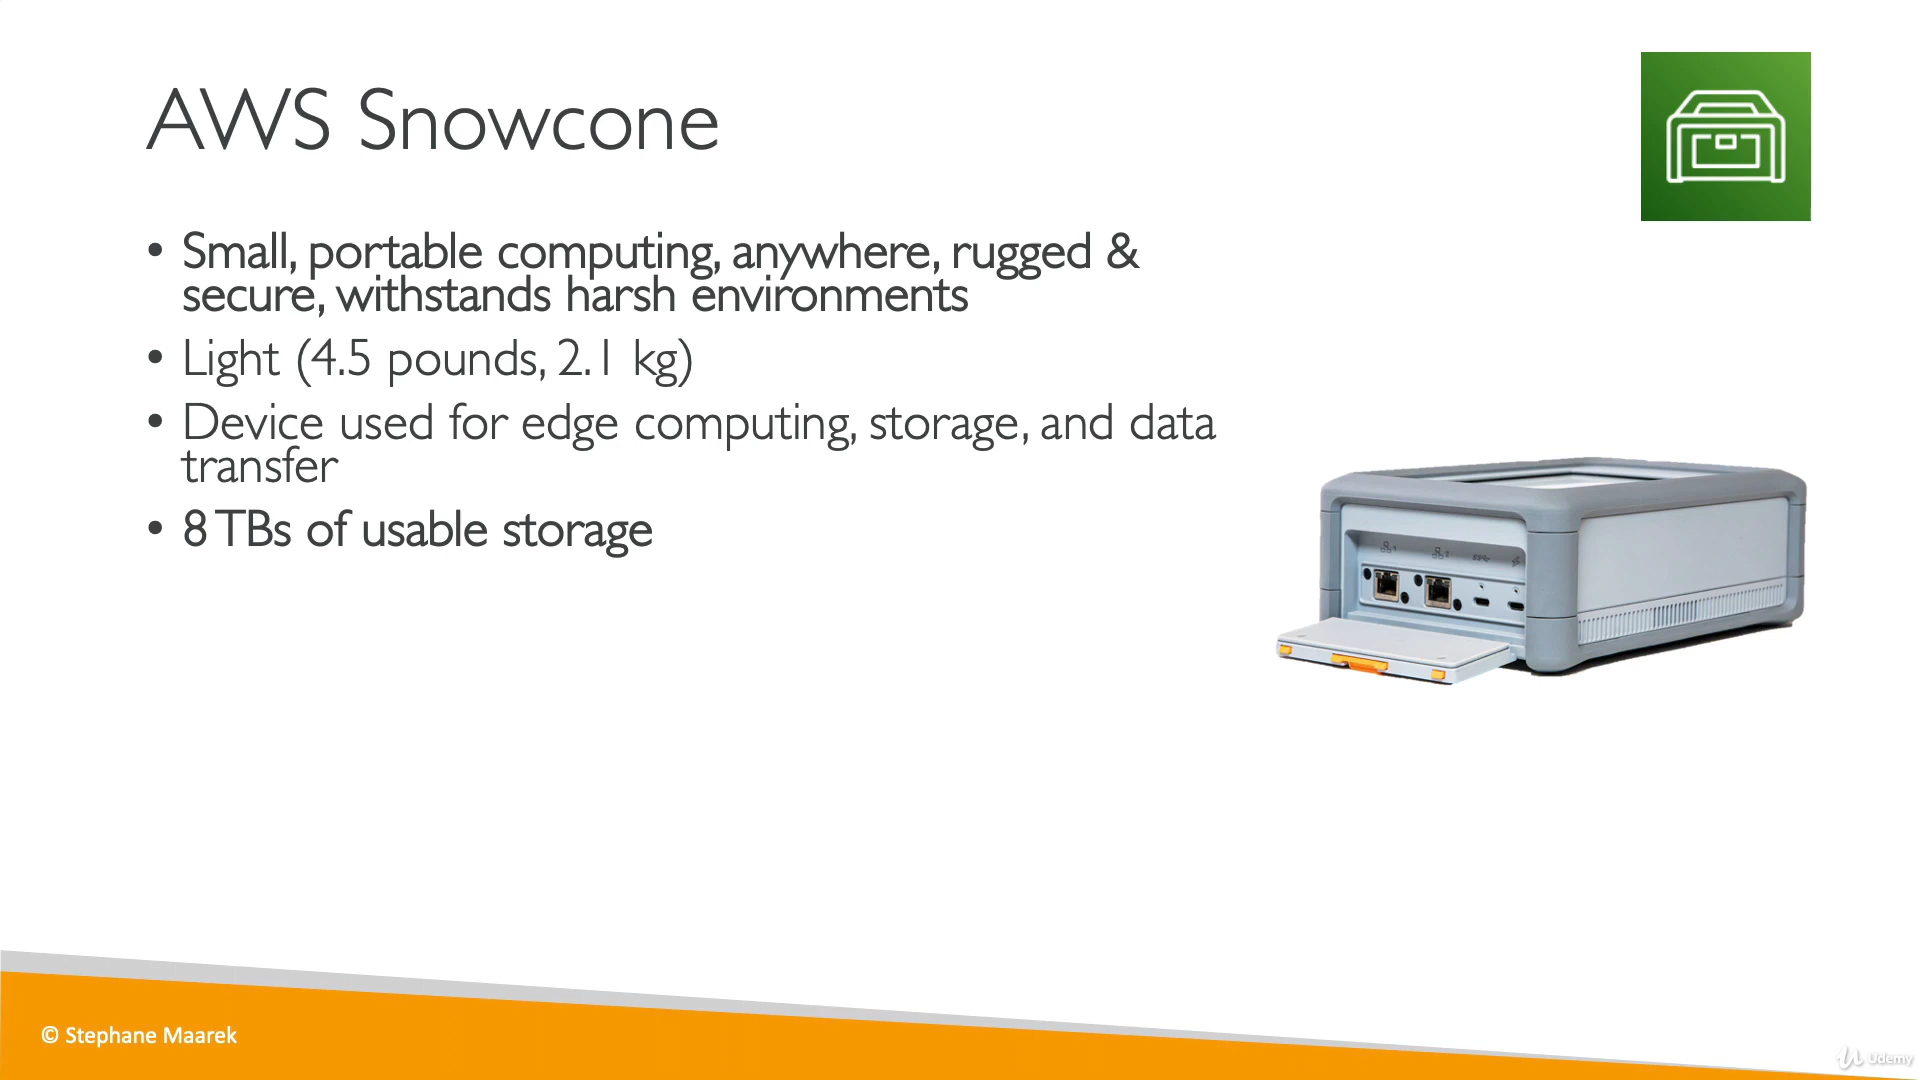 AWS Snowcone
• Small, portable computing, anywhere, rugged &
secure, withstands harsh environments
• Light (4.5 pounds, 2.1 kg)
• Device used for edge computing, storage, and data
transfer
• 8 TBs of usable storage
© Stephane Maarek
Udemy